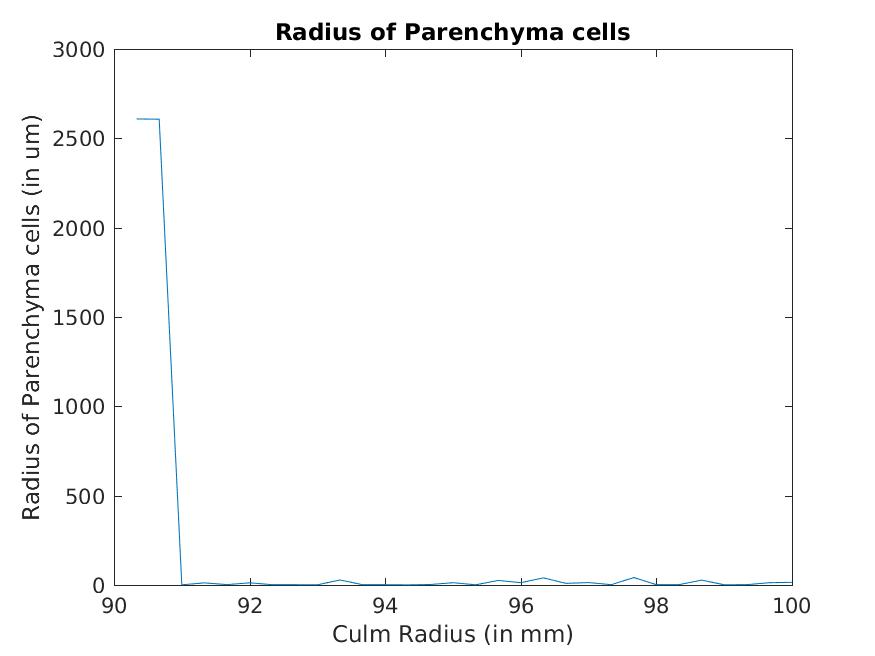 Radius of Parenchyma cells
3000
2500
2000
1500
1000
500
0
Radius of Parenchyma cells (in um)
90 92 94 96 98 100
Culm Radius (in mm)